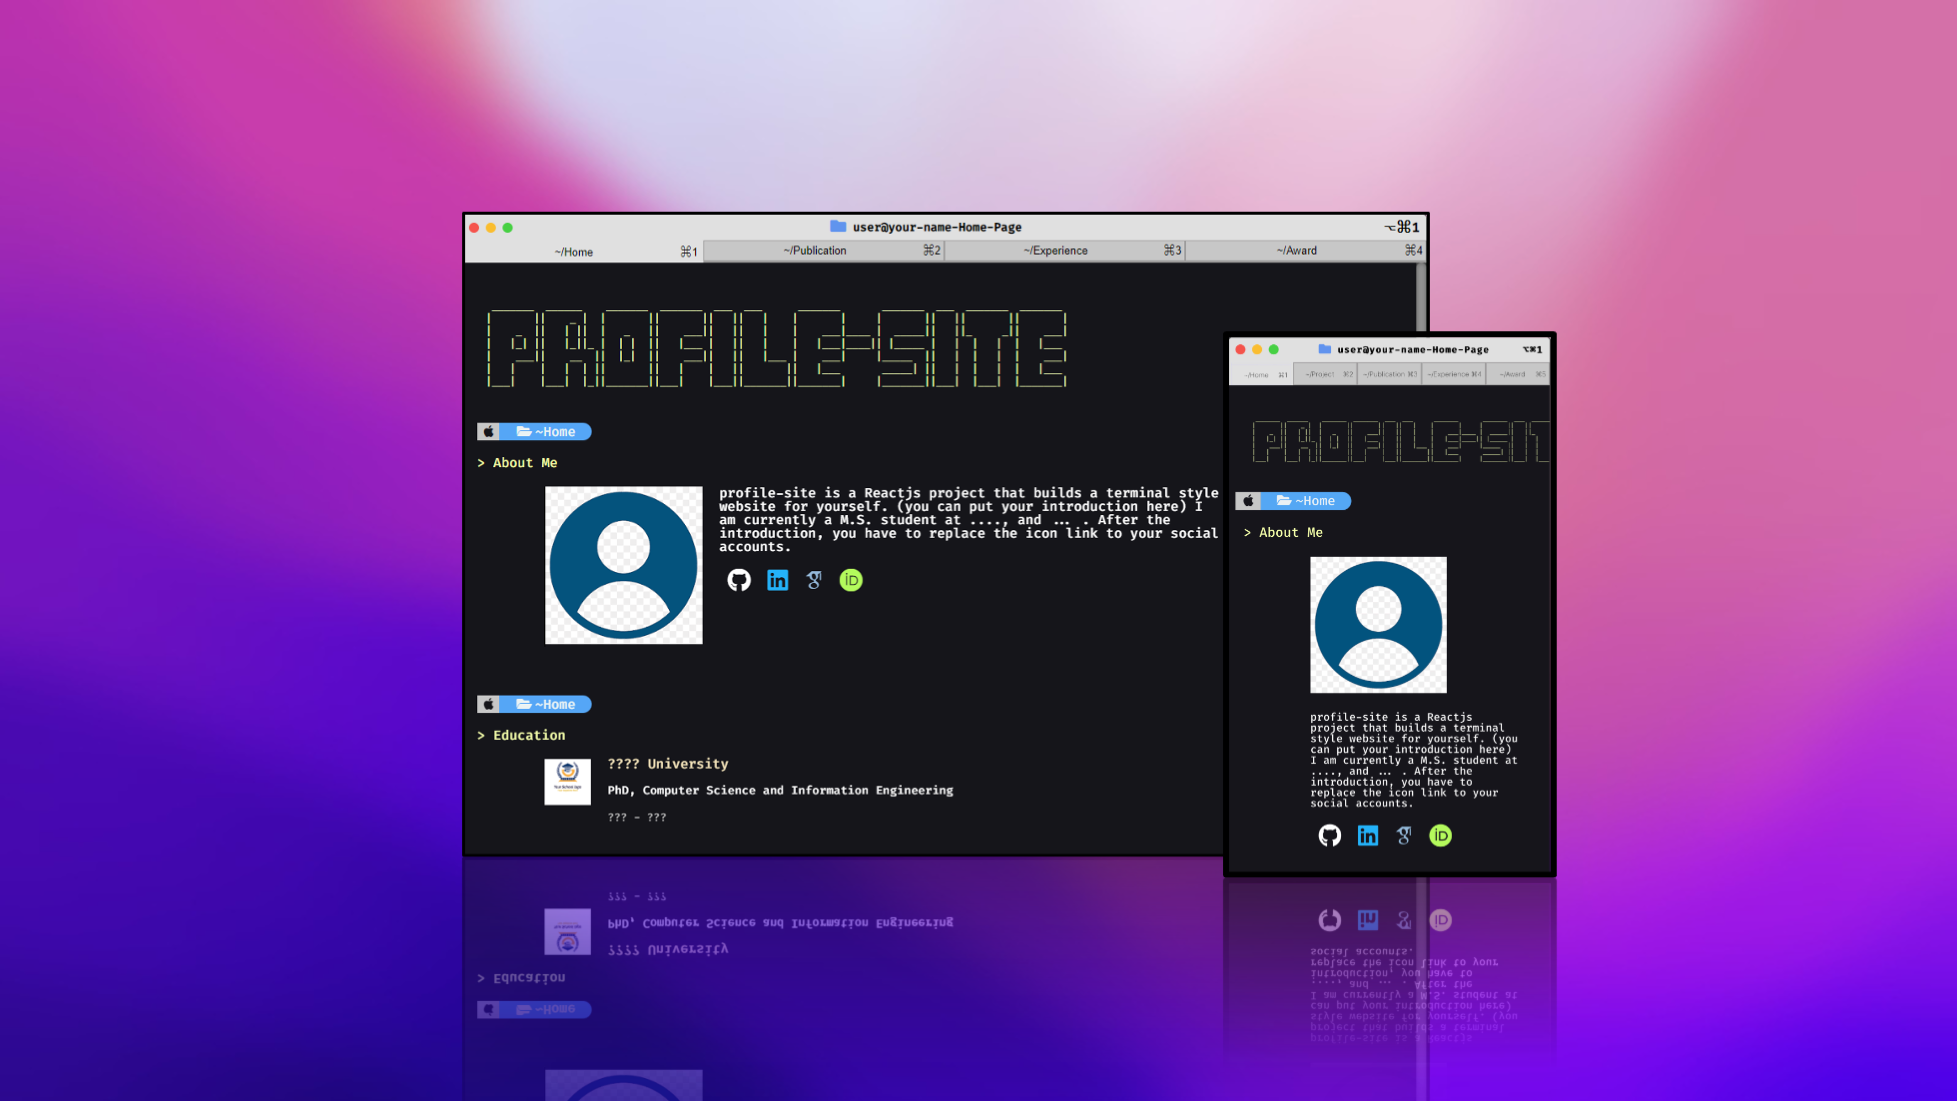 user@your-name-Home-Page ⌥⌘1
~/Home ⌘1 ~/Publication ⌘2 ~/Experience ⌘3 ~/Award ⌘4
PROFILE-SITE
~Home
> About Me
profile-site is a Reactjs project that builds a terminal style
website for yourself. (you can put your introduction here) I
am currently a M.S. student at ...., and ... . After the
introduction, you have to replace the icon link to your social
accounts.
in iD
~Home
> Education
???? University
PhD, Computer Science and Information Engineering
??? - ???
user@your-name-Home-Page ⌥⌘1
~/Home ⌘1 ~/Project ⌘2 ~/Publication ⌘3 ~/Experience ⌘4 ~/Award ⌘5
PROFILE-SIT
~Home
> About Me
profile-site is a Reactjs
project that builds a terminal
style website for yourself. (you
can put your introduction here)
I am currently a M.S. student at
...., and ... . After the
introduction, you have to
replace the icon link to your
social accounts.
in iD